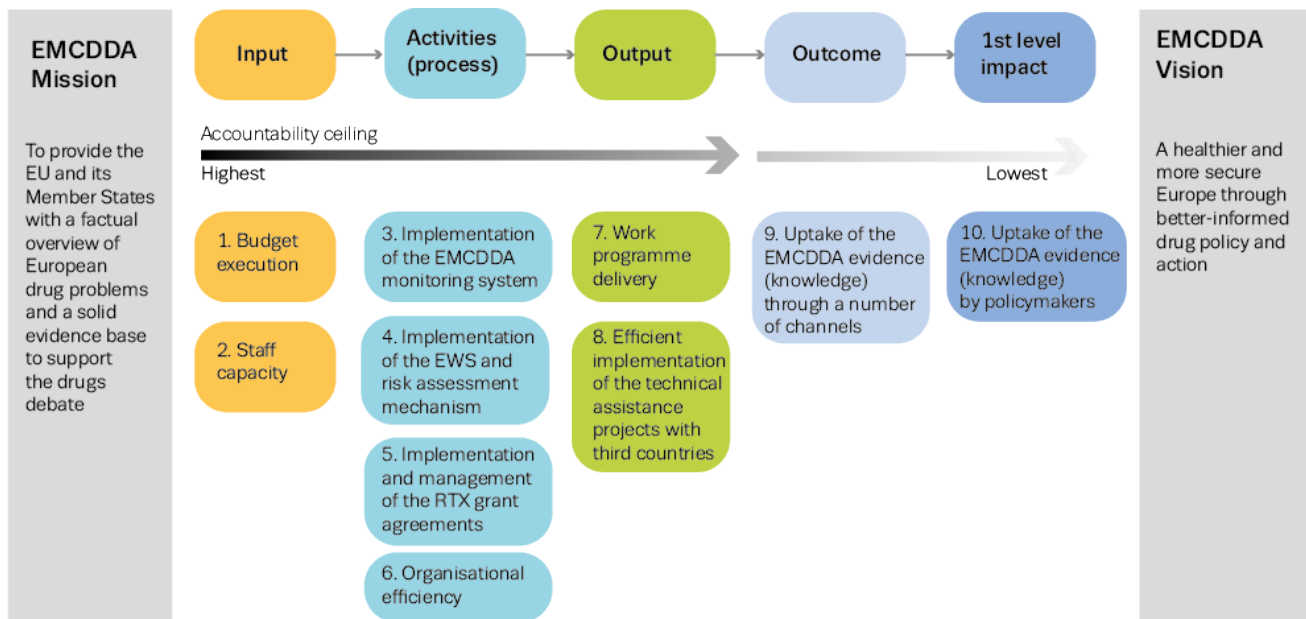 EMCDDA
Mission
To provide the
EU and its
Member States
with a factual
overview of
European
drug problems
and a solid
evidence base
to support
the drugs
debate
Input
Activities
(process)
Output
Outcome
1st level
impact
Accountability ceiling
Highest
Lowest
1. Budget
execution
2. Staff
capacity
3. Implementation
of the EMCDDA
monitoring system
4. Implementation
of the EWS and
risk assessment
mechanism
5. Implementation
and management
of the RTX grant
agreements
6. Organisational
efficiency
7. Work
programme
delivery
8. Efficient
implementation
of the technical
assistance
projects with
third countries
9. Uptake of the
EMCDDA evidence
(knowledge)
through a number
of channels
10. Uptake of the
EMCDDA evidence
(knowledge)
by policymakers
EMCDDA
Vision
A healthier and
more secure
Europe through
better-informed
drug policy and
action